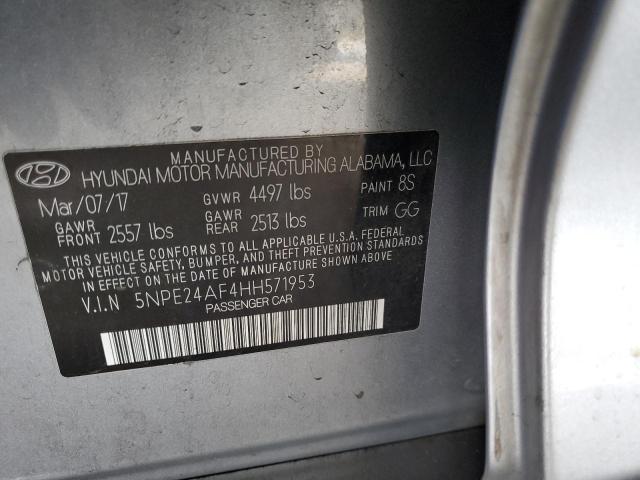 MANUFACTURED BY
HYUNDAI MOTOR MANUFACTURING ALABAMA, LLC
Mar/07/17 GVWR 4497 lbs PAINT 8S
GAWR FRONT 2557 lbs GAWR REAR 2513 lbs TRIM GG
THIS VEHICLE CONFORMS TO ALL APPLICABLE U.S.A. FEDERAL
MOTOR VEHICLE SAFETY, BUMPER, AND THEFT PREVENTION STANDARDS
IN EFFECT ON THE DATE OF MANUFACTURE SHOWN ABOVE.
V.I.N 5NPE24AF4HH571953
PASSENGER CAR